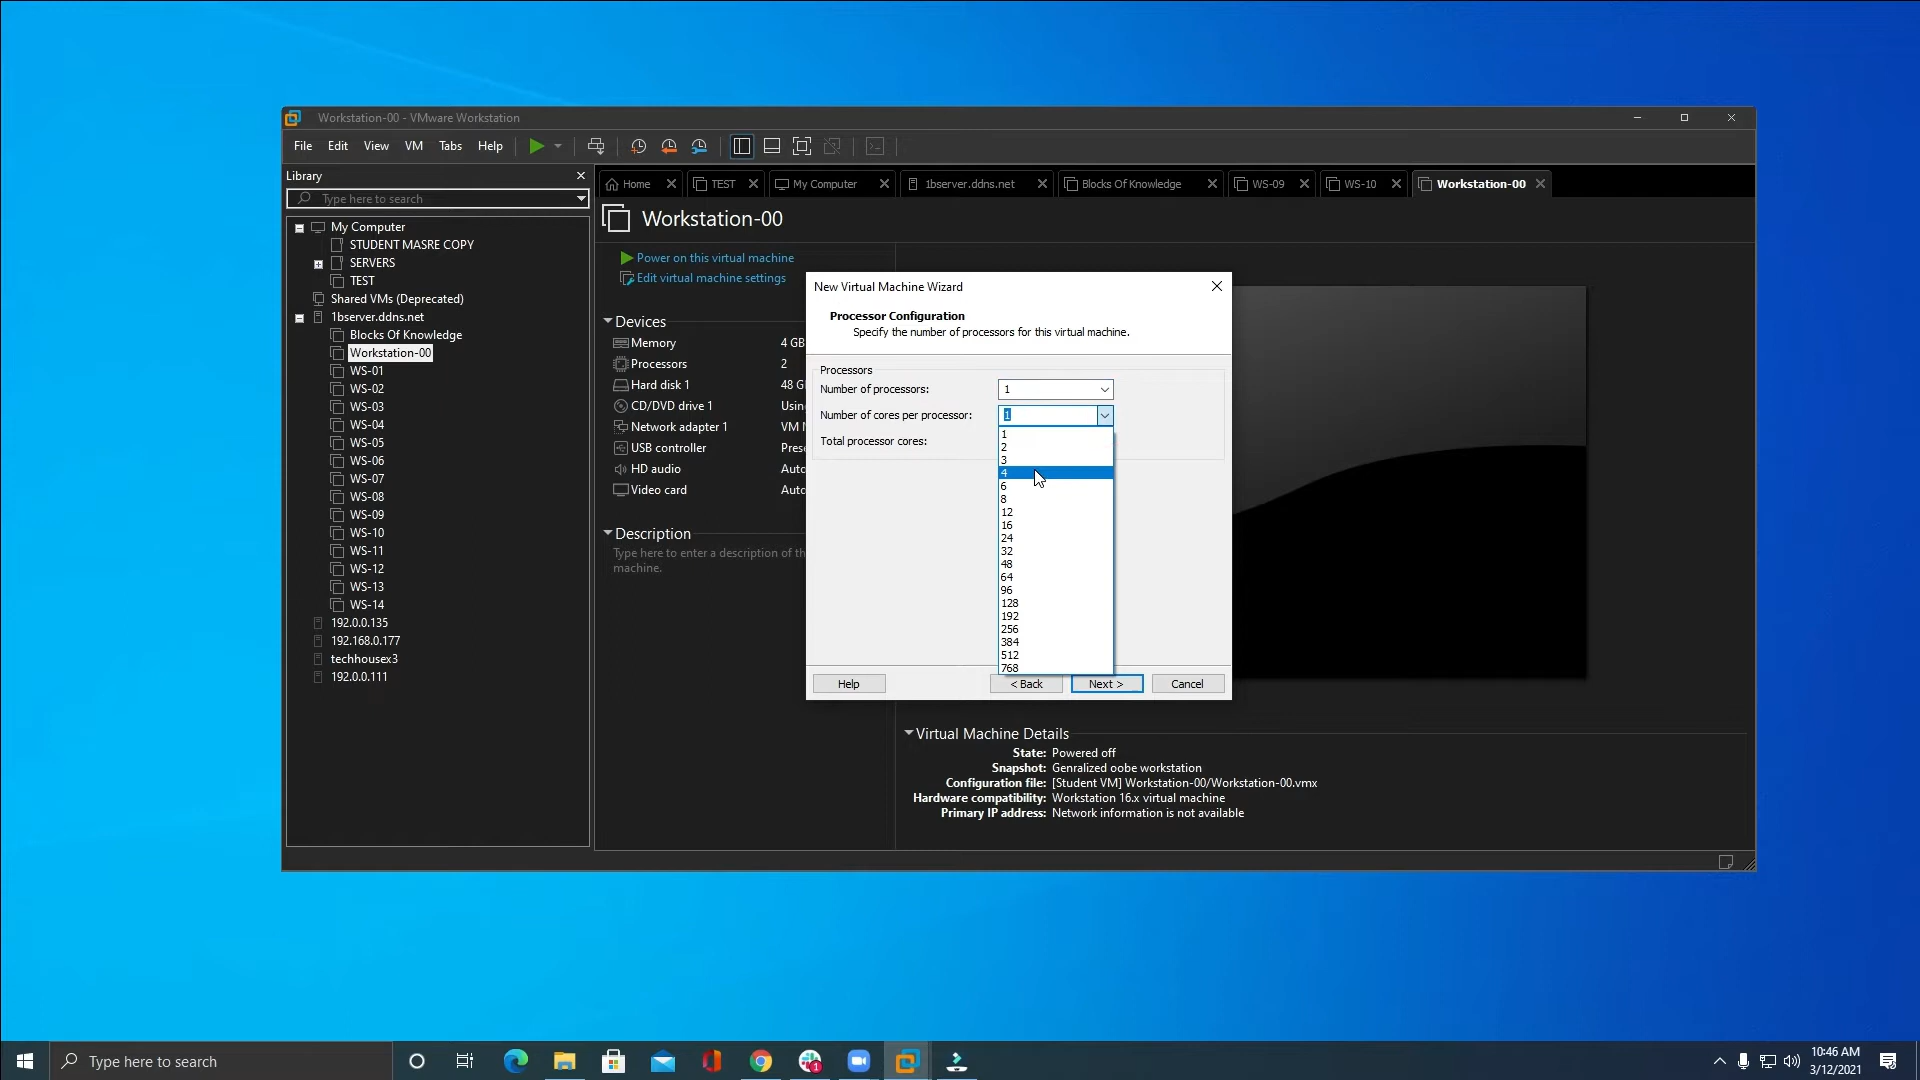 Workstation-00 - VMware Workstation
File Edit View VM Tabs Help
Library
Type here to search
My Computer
STUDENT MASRE COPY
SERVERS
TEST
Shared VMs (Deprecated)
1bserver.ddns.net
Blocks Of Knowledge
Workstation-00
WS-01
WS-02
WS-03
WS-04
WS-05
WS-06
WS-07
WS-08
WS-09
WS-10
WS-11
WS-12
WS-13
WS-14
192.0.0.135
192.168.0.177
techhousex3
192.0.0.111
Home TEST My Computer 1bserver.ddns.net Blocks Of Knowledge WS-09 WS-10 Workstation-00
Workstation-00
Power on this virtual machine
Edit virtual machine settings
Devices
Memory 4 GB
Processors 2
Hard disk 1 48 G
CD/DVD drive 1 Usin
Network adapter 1 VM N
USB controller Prese
HD audio Auto
Video card Auto
Description
Type here to enter a description of th
machine.
New Virtual Machine Wizard
Processor Configuration
Specify the number of processors for this virtual machine.
Processors
Number of processors: 1
Number of cores per processor: 1
Total processor cores:
1
2
3
4
6
8
12
16
24
32
48
64
96
128
192
256
384
512
768
Help < Back Next > Cancel
Virtual Machine Details
State: Powered off
Snapshot: Genralized oobe workstation
Configuration file: [Student VM] Workstation-00/Workstation-00.vmx
Hardware compatibility: Workstation 16.x virtual machine
Primary IP address: Network information is not available
Type here to search
1
10:46 AM
3/12/2021